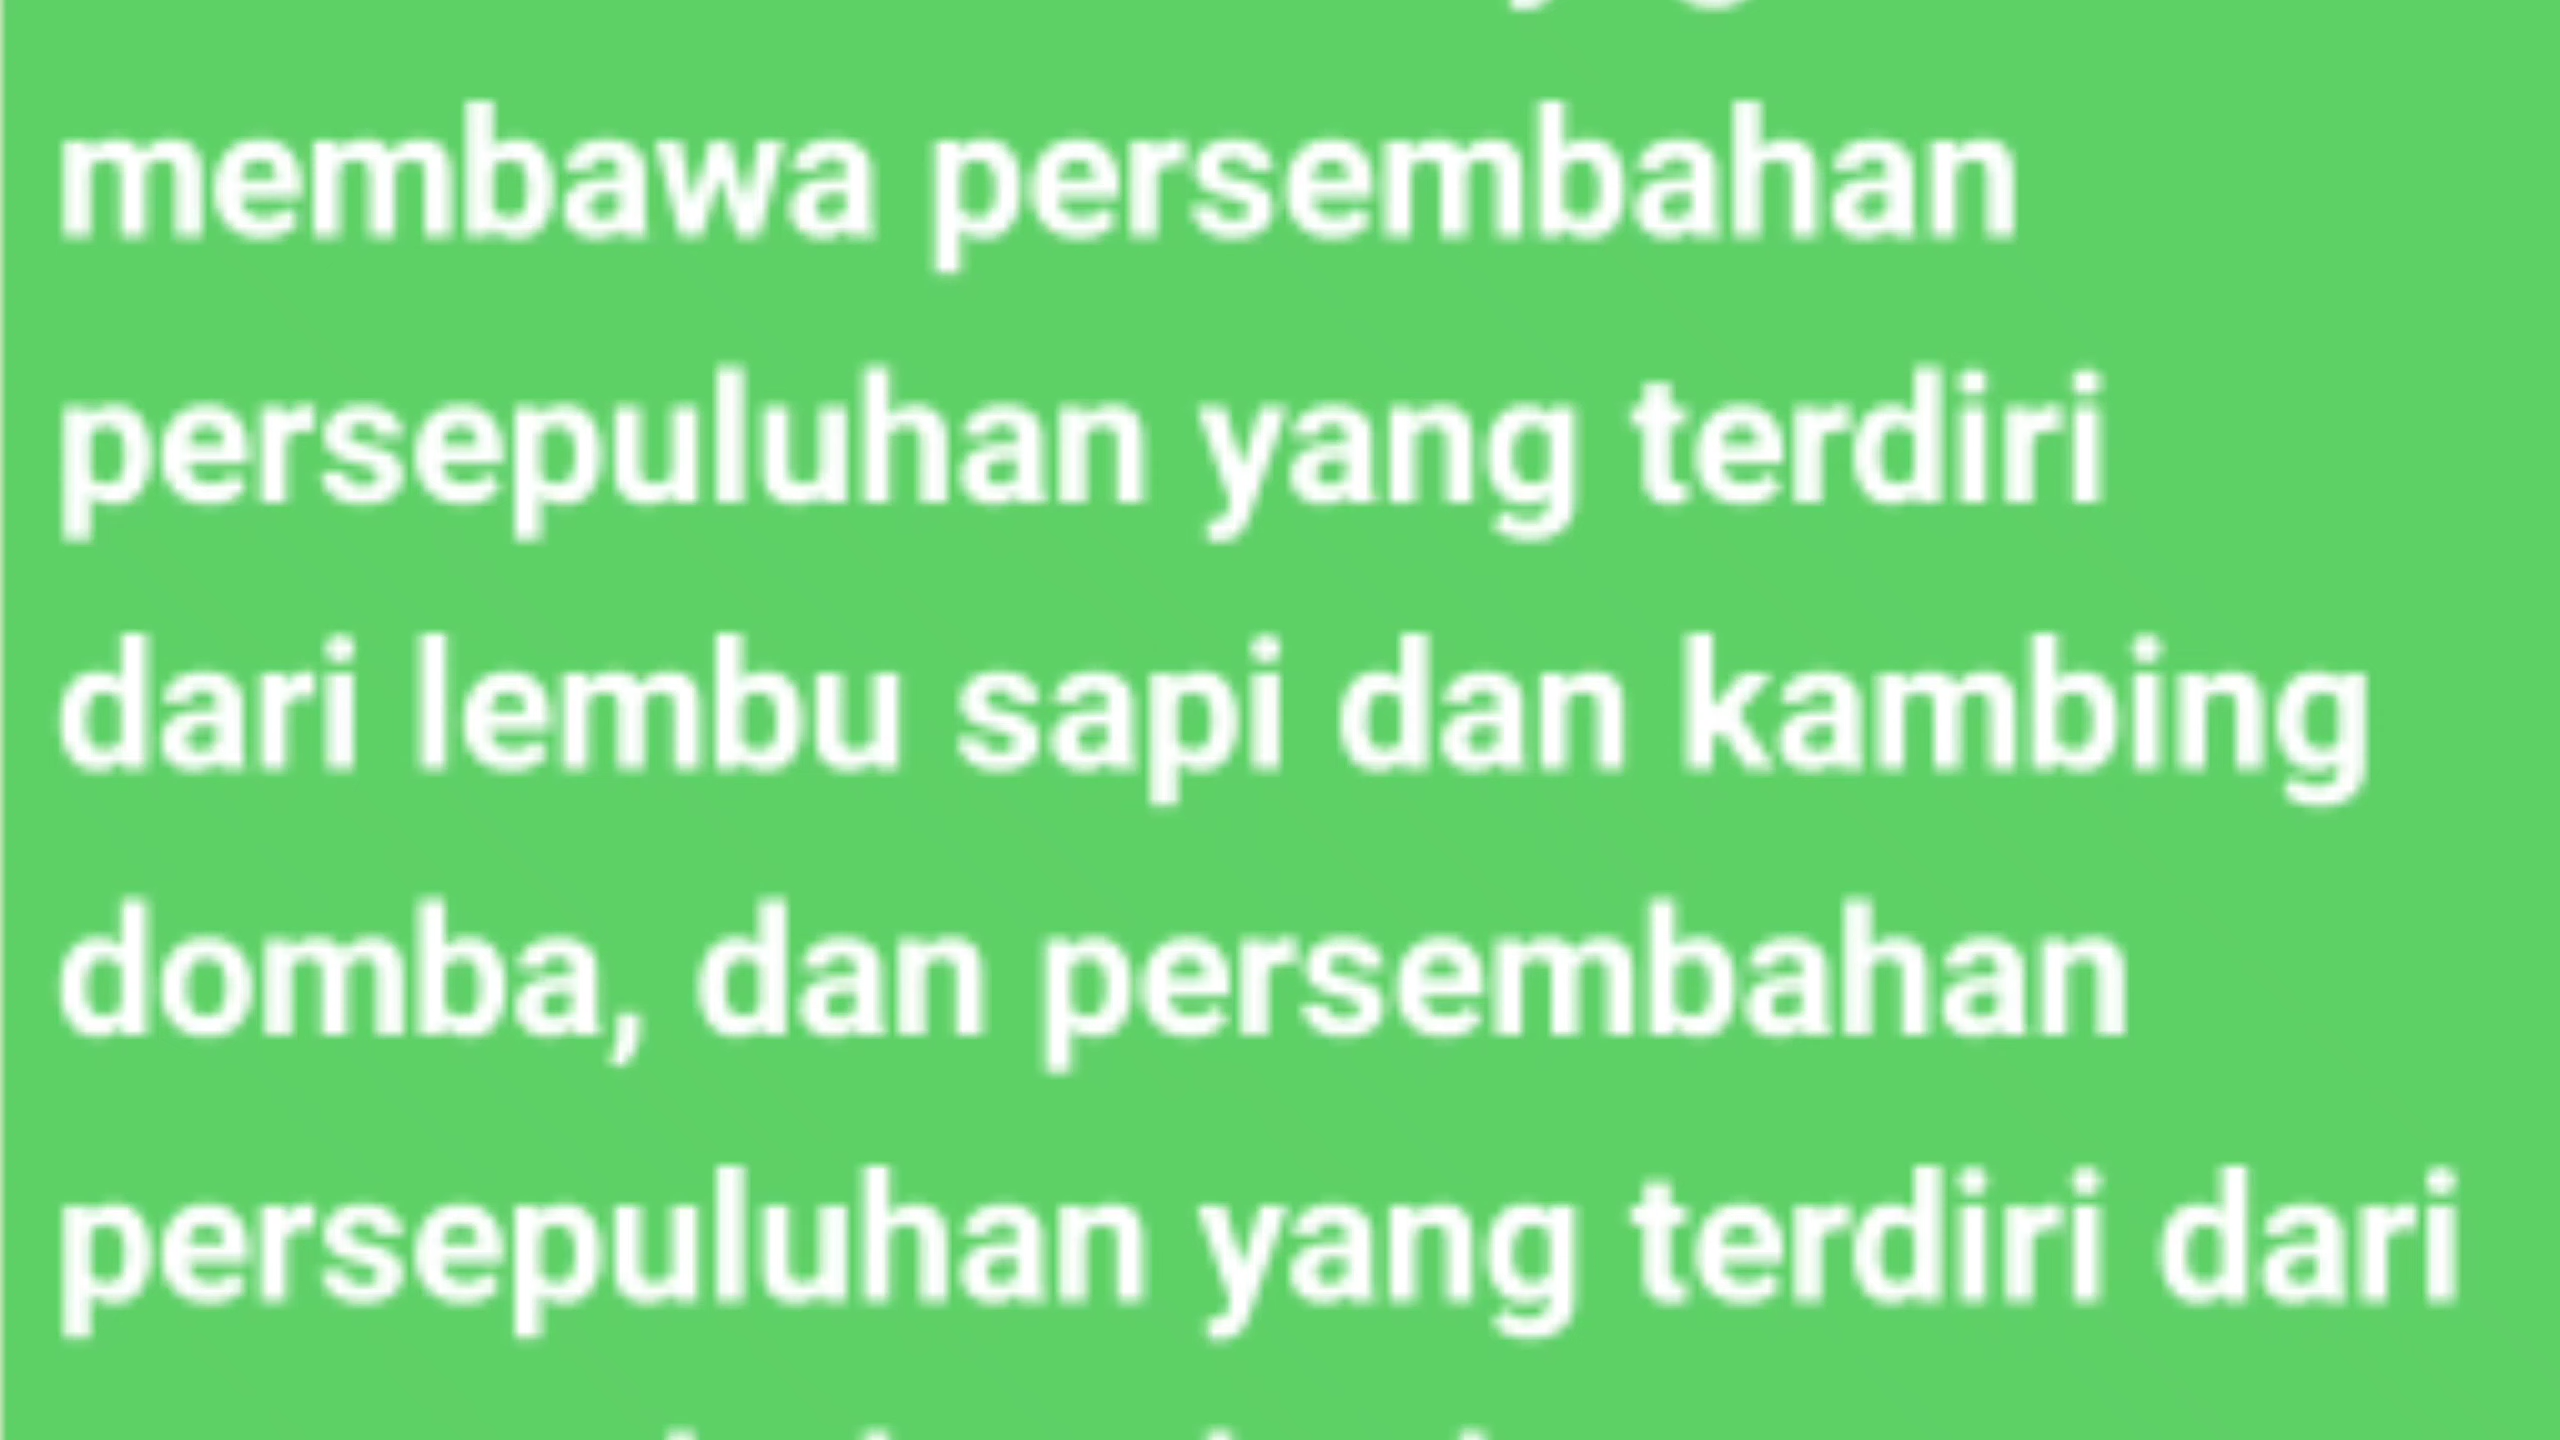 membawa persembahan
persepuluhan yang terdiri
dari lembu sapi dan kambing
domba, dan persembahan
persepuluhan yang terdiri dari